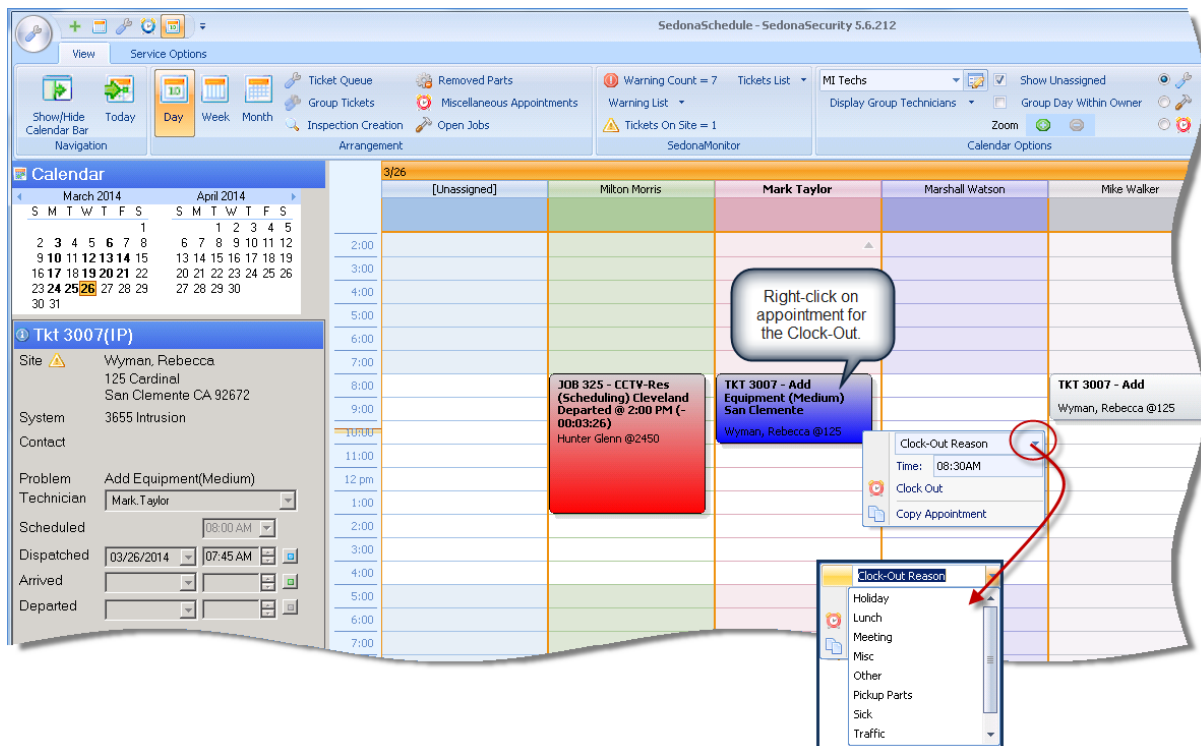 SedonaSchedule - SedonaSecurity 5.6.212
View Service Options
Show/Hide
Calendar Bar
Today
Navigation
10
Day
Week
Month
Ticket Queue
Group Tickets
Inspection Creation
Removed Parts
Miscellaneous Appointments
Open Jobs
Arrangement
Warning Count = 7
Tickets List
Warning List
Tickets On Site = 1
SedonaMonitor
MI Techs
Display Group Technicians
Show Unassigned
Group Day Within Owner
Zoom
Calendar Options
Calendar
March 2014
S M T W T F S
1
2 3 4 5 6 7 8
9 10 11 12 13 14 15
16 17 18 19 20 21 22
23 24 25 26 27 28 29
30 31
April 2014
S M T W T F S
1 2 3 4 5
6 7 8 9 10 11 12
13 14 15 16 17 18 19
20 21 22 23 24 25 26
27 28 29 30
Tkt 3007(IP)
Site Wyman, Rebecca
125 Cardinal
San Clemente CA 92672
System 3655 Intrusion
Contact
Problem Add Equipment(Medium)
Technician Mark.Taylor
Scheduled 08:00 AM
Dispatched 03/26/2014 07:45 AM
Arrived
Departed
3/26
[Unassigned] Milton Morris Mark Taylor Marshall Watson Mike Walker
2:00
3:00
4:00
5:00
6:00
7:00
8:00
9:00
10:00
11:00
12 pm
1:00
2:00
3:00
4:00
5:00
6:00
7:00
Right-click on
appointment for
the Clock-Out.
JOB 325 - CCTV-Res
(Scheduling) Cleveland
Departed @ 2:00 PM (-
00:03:26)
Hunter Glenn @2450
TKT 3007 - Add
Equipment (Medium)
San Clemente
Wyman, Rebecca @125
TKT 3007 - Add
Wyman, Rebecca @125
Clock-Out Reason
Time: 08:30AM
Clock Out
Copy Appointment
Clock-Out Reason
Holiday
Lunch
Meeting
Misc
Other
Pickup Parts
Sick
Traffic